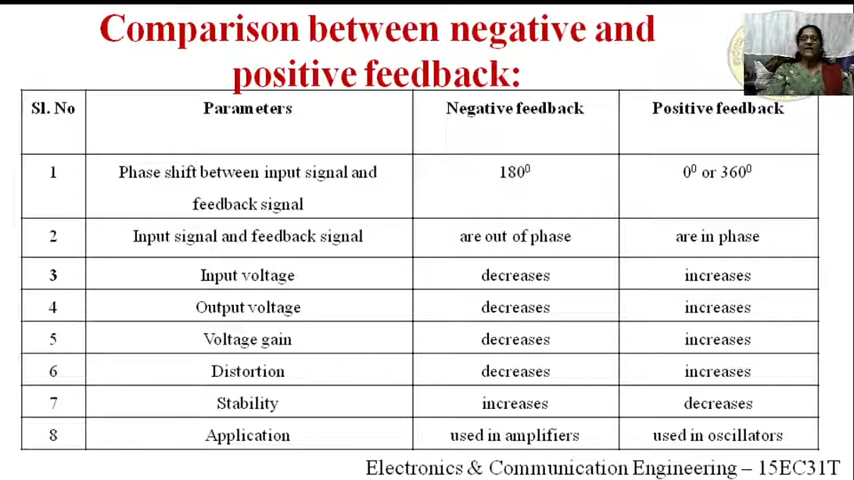 Comparison between negative and
positive feedback:
Sl. No Parameters Negative feedback Positive feedback
1 Phase shift between input signal and feedback signal 180⁰ 0⁰ or 360⁰
2 Input signal and feedback signal are out of phase are in phase
3 Input voltage decreases increases
4 Output voltage decreases increases
5 Voltage gain decreases increases
6 Distortion decreases increases
7 Stability increases decreases
8 Application used in amplifiers used in oscillators
Electronics & Communication Engineering – 15EC31T